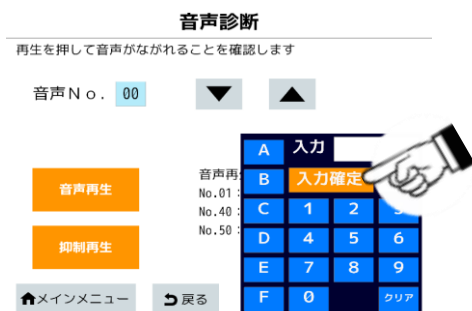 音声診断
再生を押して音声がながれることを確認します
音声No. 00
音声再生
抑制再生
音声再
No.01:
No.40:
No.50:
A 入力
B 入力確定
C 1 2
D 4 5 6
E 7 8 9
F 0 クリア
メインメニュー
戻る